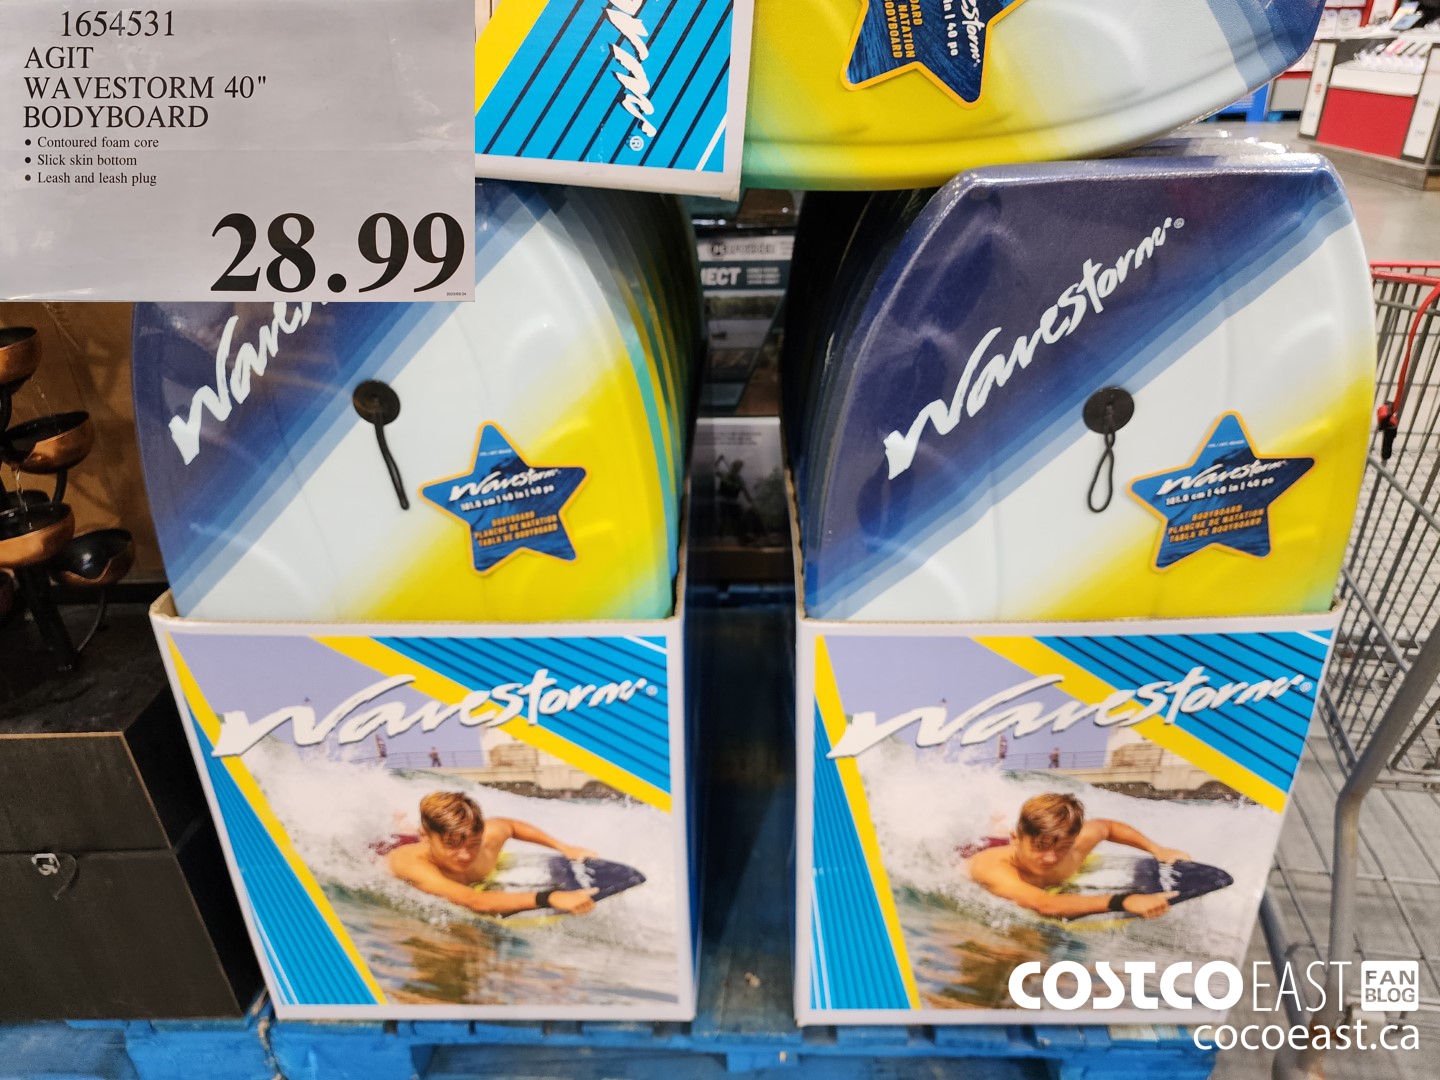 1654531
AGIT
WAVESTORM 40"
BODYBOARD
• Contoured foam core
• Slick skin bottom
• Leash and leash plug
28.99
Wavestorm®
Wavestorm
101.6 cm | 40 in | 40 po
BODYBOARD
PLANCHE DE NATATION
TABLA DE BODYBOARD
Wavestorm
101.6 cm | 40 in | 40 po
BODYBOARD
PLANCHE DE NATATION
TABLA DE BODYBOARD
Wavestorm®
Wavestorm®
COSTCO EAST FAN BLOG
cocoeast.ca